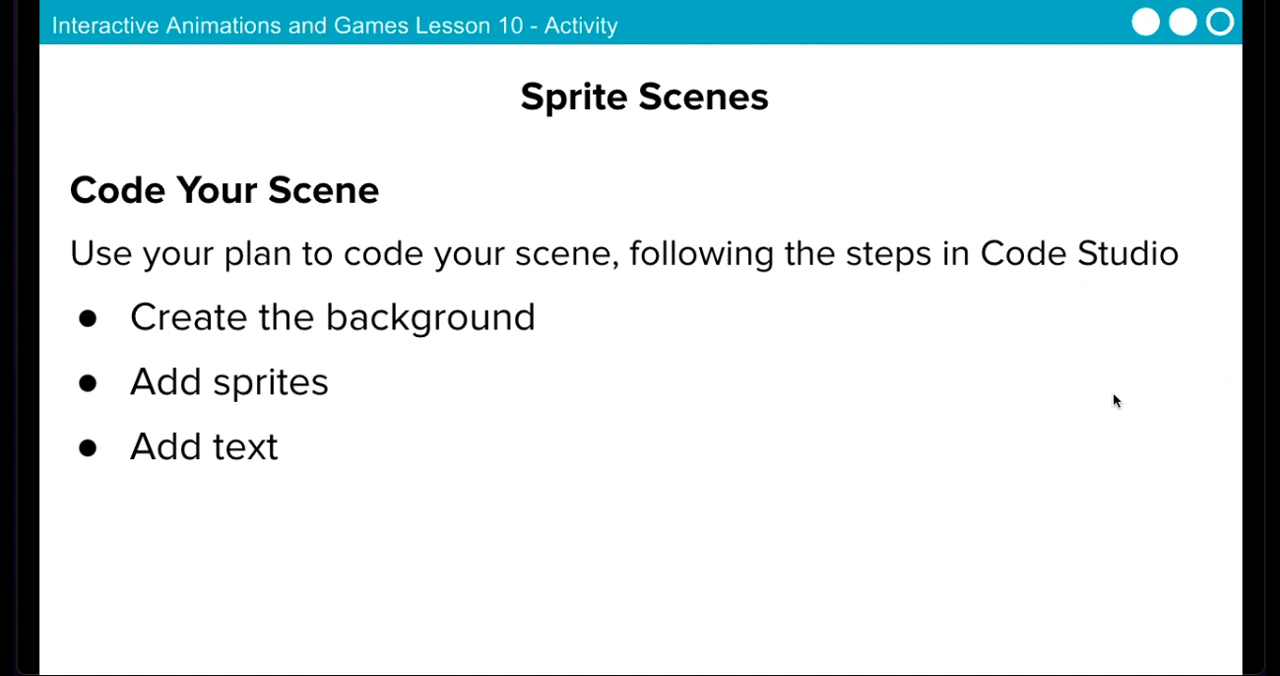 Interactive Animations and Games Lesson 10 - Activity
Sprite Scenes
Code Your Scene
Use your plan to code your scene, following the steps in Code Studio
● Create the background
● Add sprites
● Add text